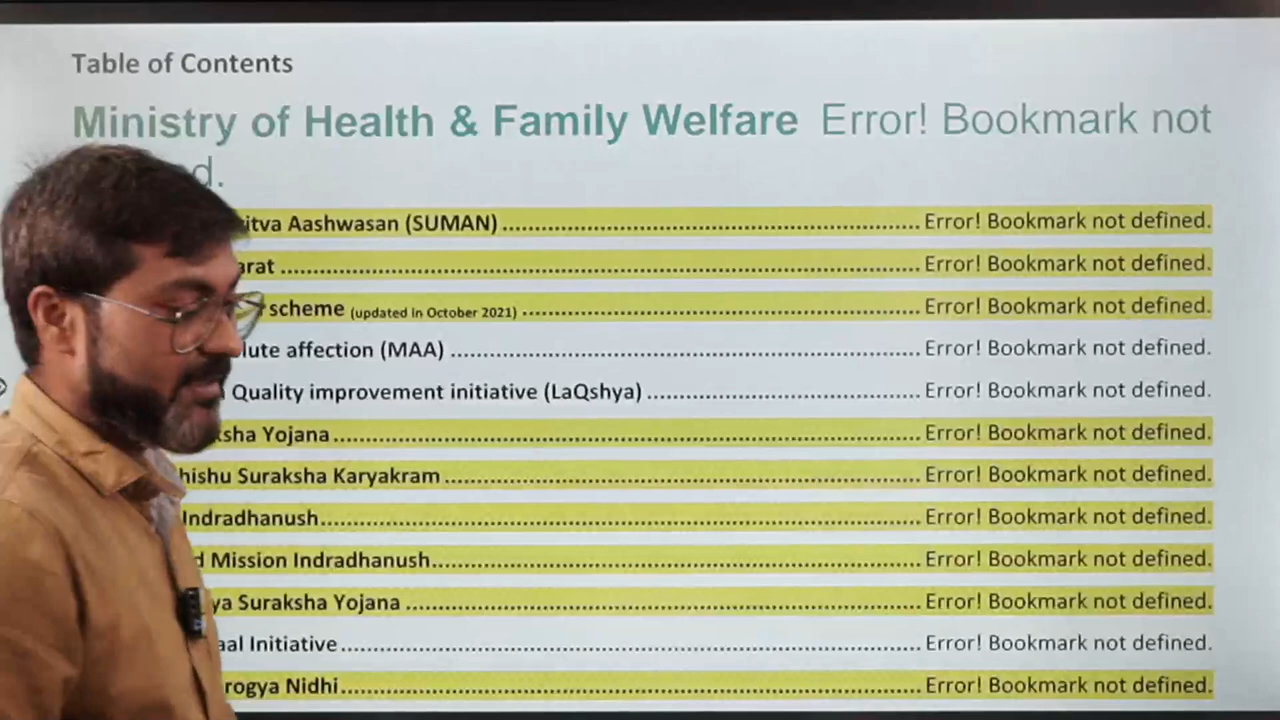 Table of Contents
Ministry of Health & Family Welfare Error! Bookmark not
d.
itva Aashwasan (SUMAN) Error! Bookmark not defined.
arat Error! Bookmark not defined.
scheme (updated in October 2021) Error! Bookmark not defined.
lute affection (MAA) Error! Bookmark not defined.
Quality improvement initiative (LaQshya) Error! Bookmark not defined.
ksha Yojana Error! Bookmark not defined.
hishu Suraksha Karyakram Error! Bookmark not defined.
Indradhanush Error! Bookmark not defined.
d Mission Indradhanush Error! Bookmark not defined.
ya Suraksha Yojana Error! Bookmark not defined.
aal Initiative Error! Bookmark not defined.
rogya Nidhi Error! Bookmark not defined.